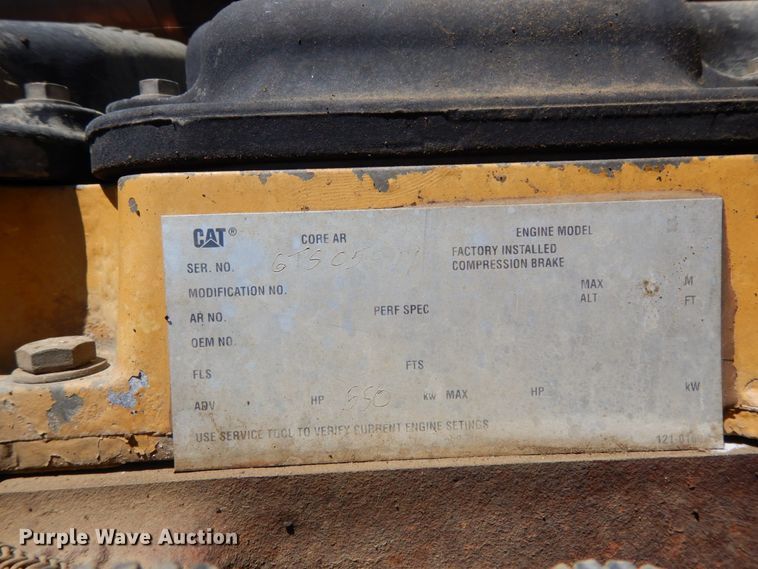 CAT® CORE AR ENGINE MODEL
SER. NO. FACTORY INSTALLED
COMPRESSION BRAKE
MODIFICATION NO. MAX M
ALT FT
AR NO. PERF SPEC
OEM NO.
FLS FTS
ADV HP 550 KW MAX HP kW
USE SERVICE TOOL TO VERIFY CURRENT ENGINE SETINGS
Purple Wave Auction®